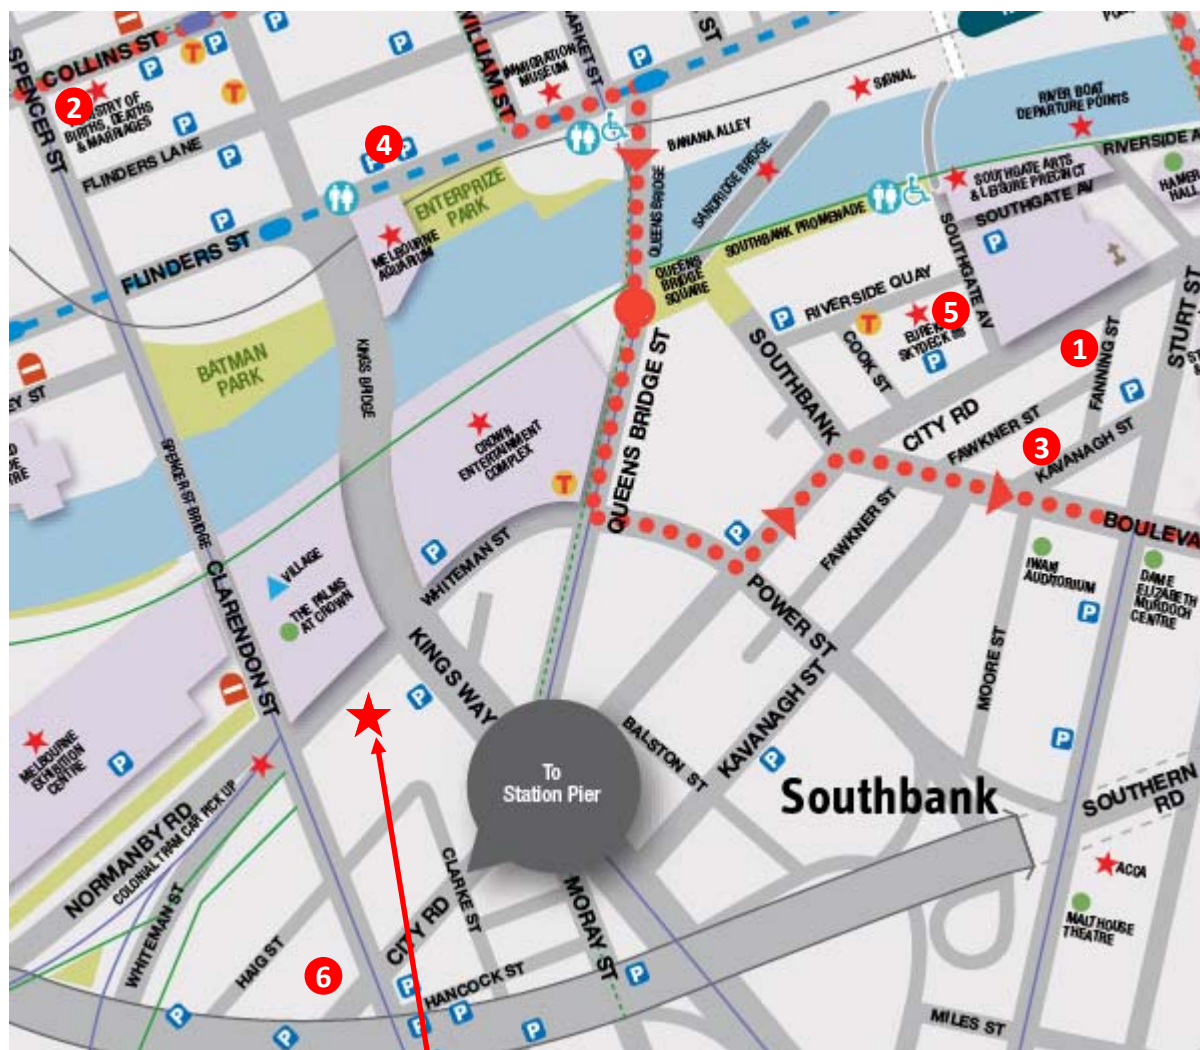 COLLINS ST
SPENCER ST
2
BIRTHS, DEATHS
& MARRIAGES
FLINDERS LANE
WILLIAM ST
MARKET ST
ST
IMMIGRATION
MUSEUM
4
FLINDERS ST
ENTERPRIZE
PARK
MELBOURNE
AQUARIUM
BANANA ALLEY
SIGNAL
RIVER BOAT
DEPARTURE POINTS
SANDRIDGE BRIDGE
QUEENS BRIDGE
SOUTHGATE ARTS
& LEISURE PRECINCT
RIVERSIDE A
HAMER
HALL
SOUTHGATE AV
SOUTHBANK PROMENADE
QUEENS
BRIDGE
SQUARE
RIVERSIDE QUAY
SOUTHGATE AV
5
SKYDECK 88
COOK ST
BATMAN
PARK
KINGS BRIDGE
EY ST
SPENCER ST BRIDGE
CROWN
ENTERTAINMENT
COMPLEX
QUEENS BRIDGE ST
SOUTHBANK
BOULEVA
1
CITY RD
FANNING ST
STURT ST
FAWKNER ST
3
KAVANAGH ST
WHITEMAN ST
VILLAGE
THE PALMS
AT CROWN
CLARENDON ST
KINGS WAY
FAWKNER ST
POWER ST
IWAKI
AUDITORIUM
DAME
ELIZABETH
MURDOCH
CENTRE
MOORE ST
KAVANAGH ST
BALSTON ST
To
Station Pier
Southbank
SOUTHERN
RD
MELBOURNE
EXHIBITION
CENTRE
NORMANBY RD
COLONIAL TRAM CAR PICK UP
WHITEMAN ST
HAIG ST
6
CITY RD
CLARKE ST
HANCOCK ST
MORAY ST
ACCA
MALTHOUSE
THEATRE
MILES ST